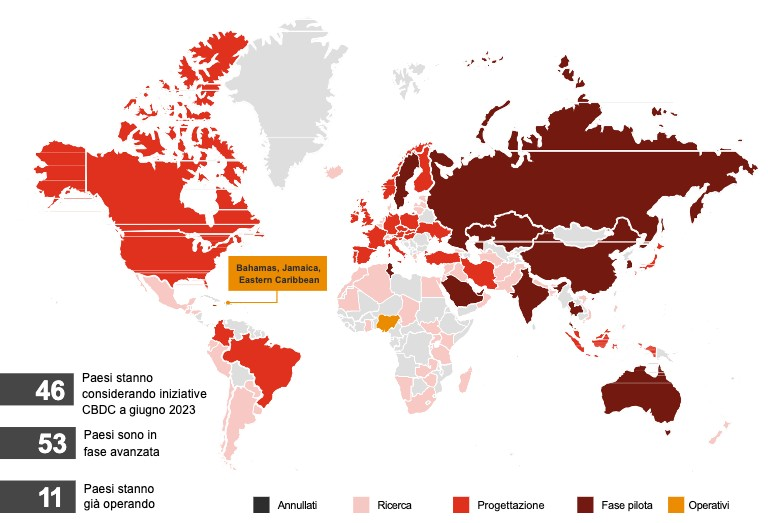 Bahamas, Jamaica,
Eastern Caribbean
46
Paesi stanno
considerando iniziative
CBDC a giugno 2023
53
Paesi sono in
fase avanzata
11
Paesi stanno
già operando
Annullati
Ricerca
Progettazione
Fase pilota
Operativi